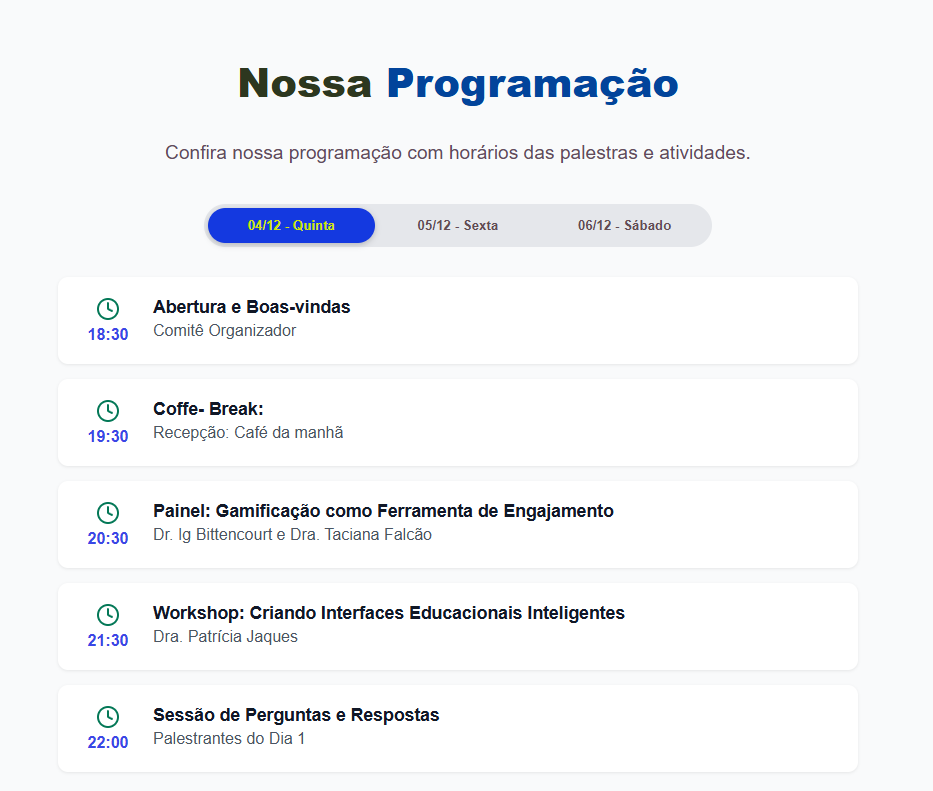 Nossa Programação
Confira nossa programação com horários das palestras e atividades.
04/12 - Quinta
05/12 - Sexta
06/12 - Sábado
Abertura e Boas-vindas
18:30
Comitê Organizador
Coffe- Break:
19:30
Recepção: Café da manhã
Painel: Gamificação como Ferramenta de Engajamento
20:30
Dr. Ig Bittencourt e Dra. Taciana Falcão
Workshop: Criando Interfaces Educacionais Inteligentes
21:30
Dra. Patrícia Jaques
Sessão de Perguntas e Respostas
22:00
Palestrantes do Dia 1